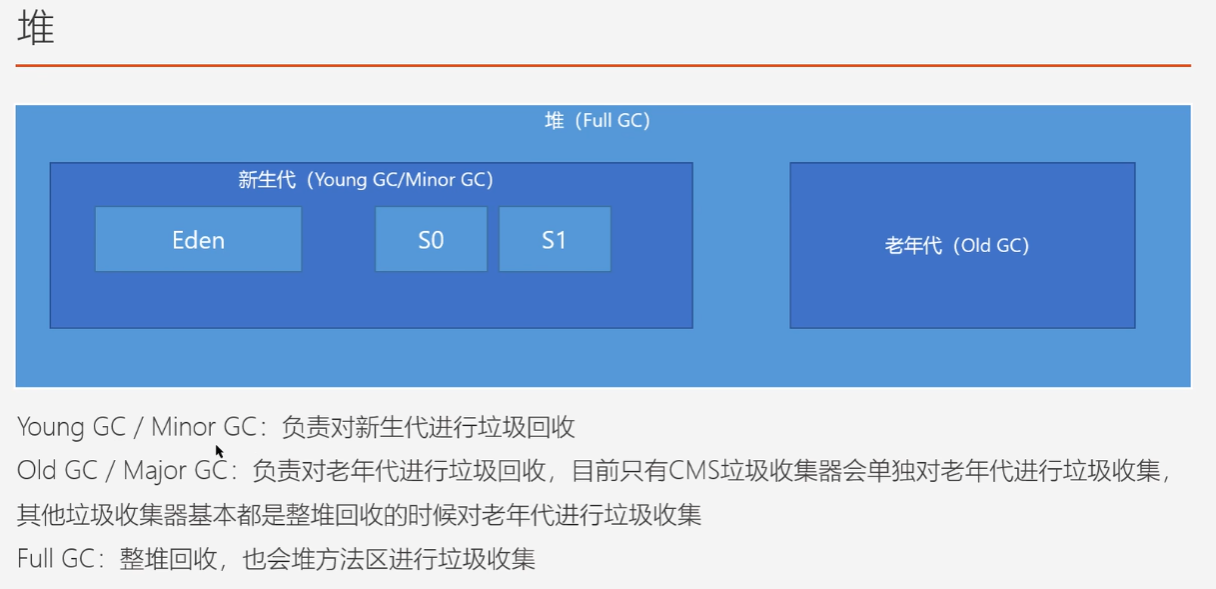 堆
堆（Full GC）
新生代（Young GC/Minor GC）
Eden
S0
S1
老年代（Old GC）
Young GC / Minor GC：负责对新生代进行垃圾回收
Old GC / Major GC：负责对老年代进行垃圾回收，目前只有CMS垃圾收集器会单独对老年代进行垃圾收集，
其他垃圾收集器基本都是整堆回收的时候对老年代进行垃圾收集
Full GC：整堆回收，也会堆方法区进行垃圾收集